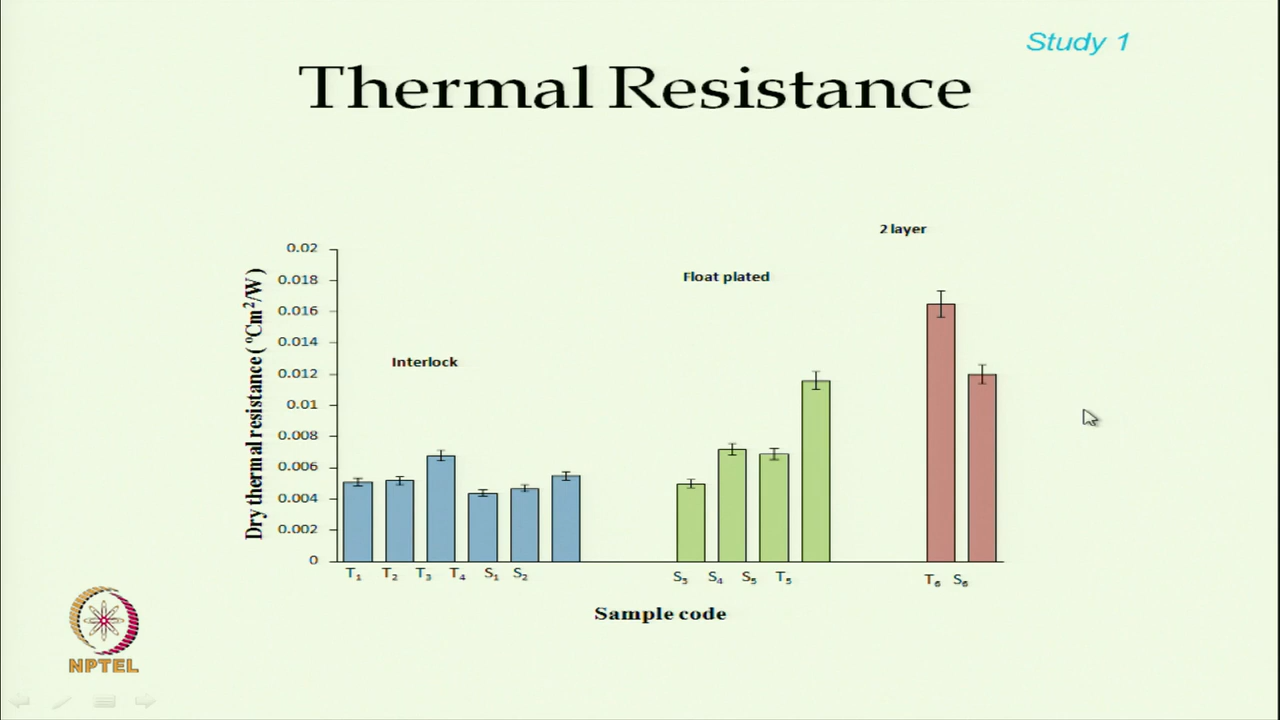 Study 1
Thermal Resistance
2 layer
Float plated
Interlock
Dry thermal resistance ( ⁰Cm²/W )
0.02
0.018
0.016
0.014
0.012
0.01
0.008
0.006
0.004
0.002
0
T₁ T₂ T₃ T₄ S₁ S₂ S₃ S₄ S₅ T₅ T₆ S₆
Sample code
NPTEL